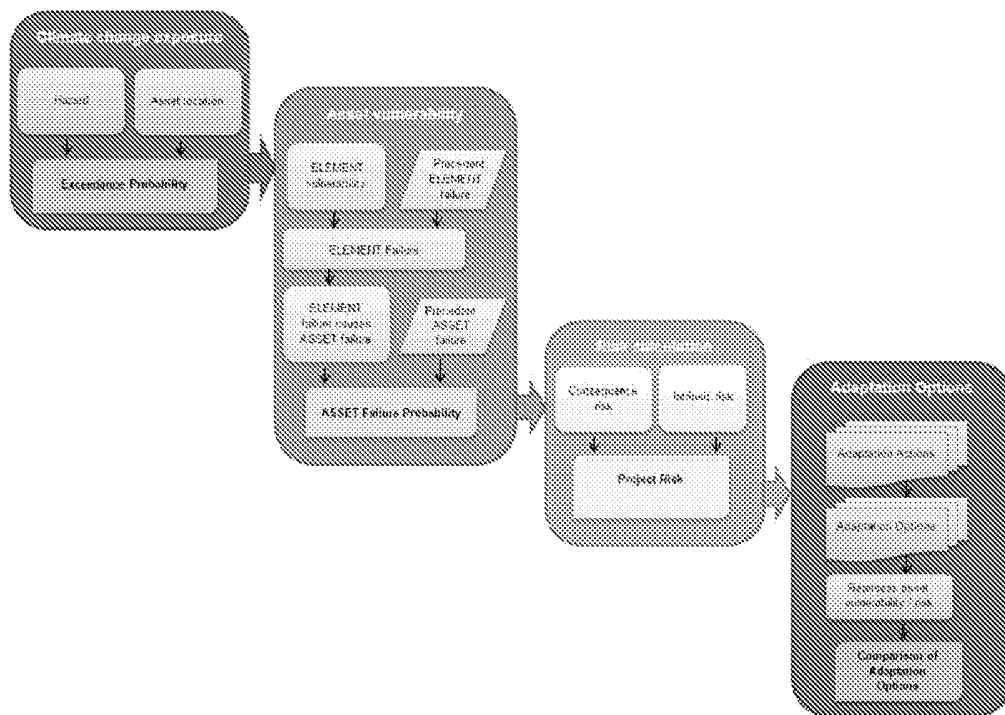 Climate change exposure
Hazard
Asset location
Exceedance Probability
Asset vulnerability
ELEMENT
vulnerability
Precedent
ELEMENT
failure
ELEMENT Failure
ELEMENT
failure causes
ASSET failure
Precedent
ASSET
failure
ASSET Failure Probability
Consequence
risk
Intrinsic risk
Project Risk
Adaptation Options
Adaptation Actions
Adaptation Options
Reassess asset
vulnerability / risk
Comparison of
Adaptation
Options